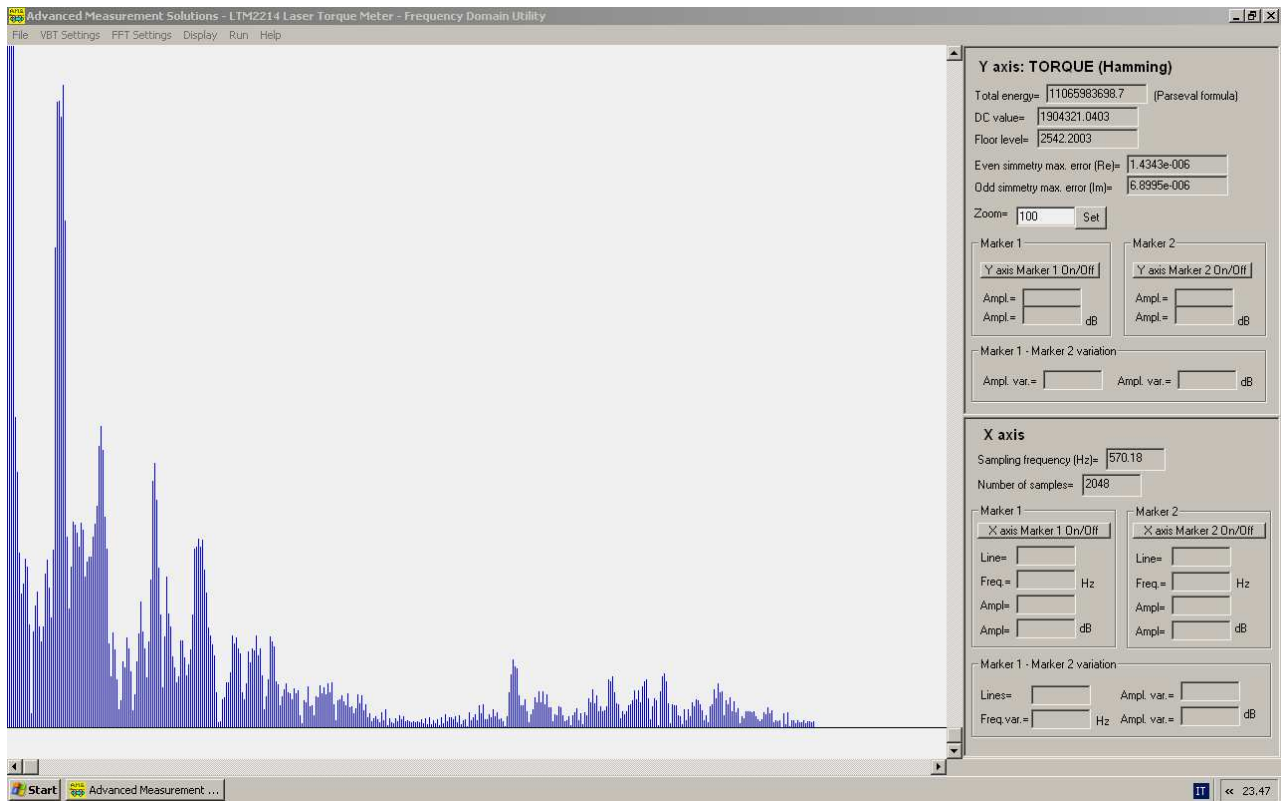 AMS Advanced Measurement Solutions - LTM2214 Laser Torque Meter - Frequency Domain Utility
File VBT Settings FFT Settings Display Run Help
Y axis: TORQUE (Hamming)
Total energy= 11065983698.7 (Parseval formula)
DC value= 1904321.0403
Floor level= 2542.2003
Even simmetry max. error (Re)= 1.4343e-006
Odd simmetry max. error (Im)= 6.8995e-006
Zoom= 100 Set
Marker 1
Y axis Marker 1 On/Off
Ampl.=
Ampl.= dB
Marker 2
Y axis Marker 2 On/Off
Ampl.=
Ampl.= dB
Marker 1 - Marker 2 variation
Ampl. var.= Ampl. var.= dB
X axis
Sampling frequency (Hz)= 570.18
Number of samples= 2048
Marker 1
X axis Marker 1 On/Off
Line=
Freq.= Hz
Ampl=
Ampl= dB
Marker 2
X axis Marker 2 On/Off
Line=
Freq.= Hz
Ampl=
Ampl= dB
Marker 1 - Marker 2 variation
Lines= Ampl. var.=
Freq.var.= Hz Ampl. var.= dB
Start AMS Advanced Measurement ... IT « 23.47